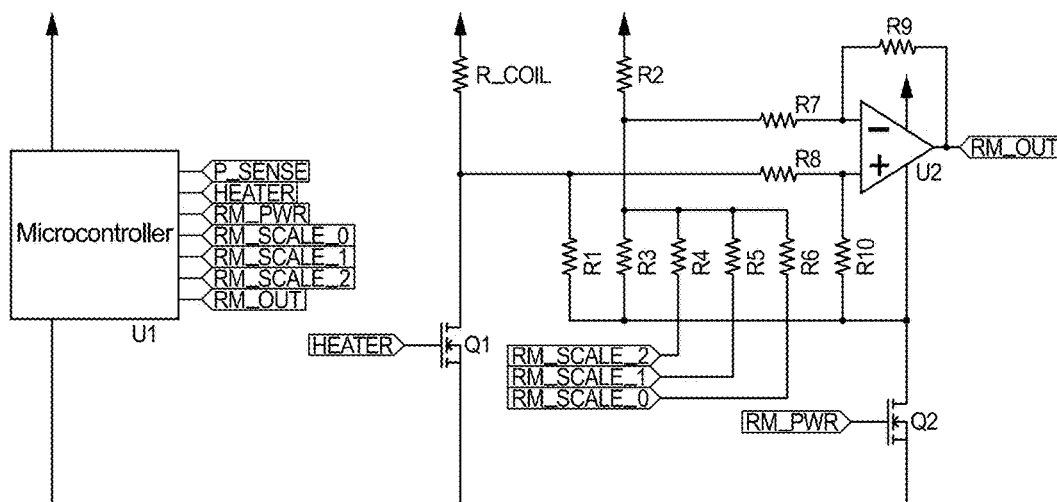 R9
R_COIL
R2
R7
R8
U2
RM_OUT
Microcontroller
P_SENSE
HEATER
RM_PWR
RM_SCALE_0
RM_SCALE_1
RM_SCALE_2
RM_OUT
U1
R1
R3
R4
R5
R6
R10
HEATER
Q1
RM_SCALE_2
RM_SCALE_1
RM_SCALE_0
RM_PWR
Q2